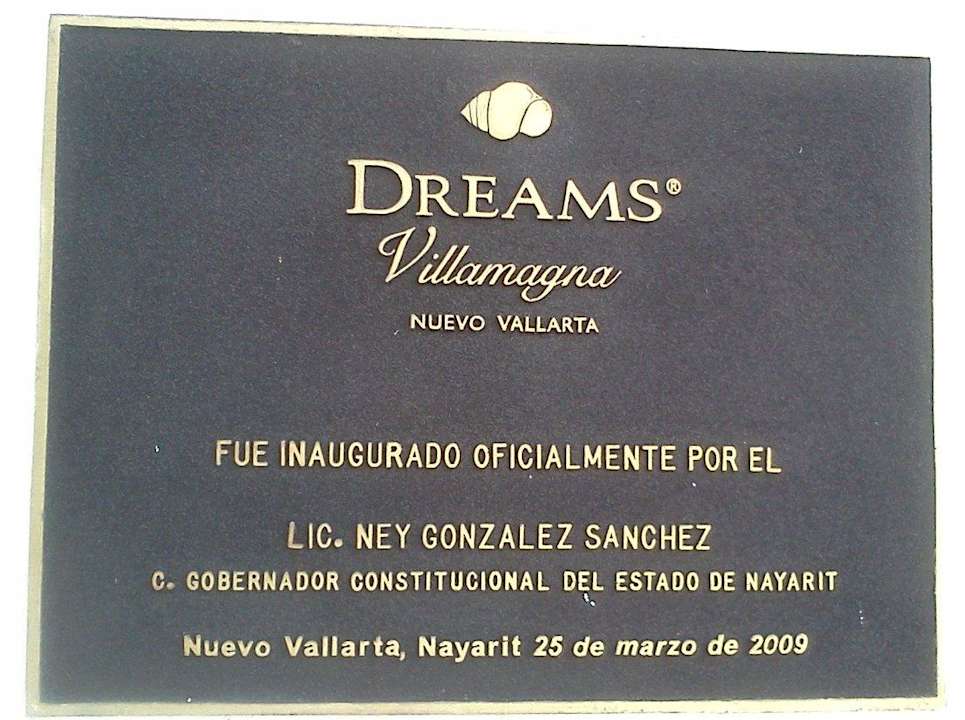 DREAMS®
Villamagna
NUEVO VALLARTA
FUE INAUGURADO OFICIALMENTE POR EL
LIC. NEY GONZALEZ SANCHEZ
C. GOBERNADOR CONSTITUCIONAL DEL ESTADO DE NAYARIT
Nuevo Vallarta, Nayarit 25 de marzo de 2009